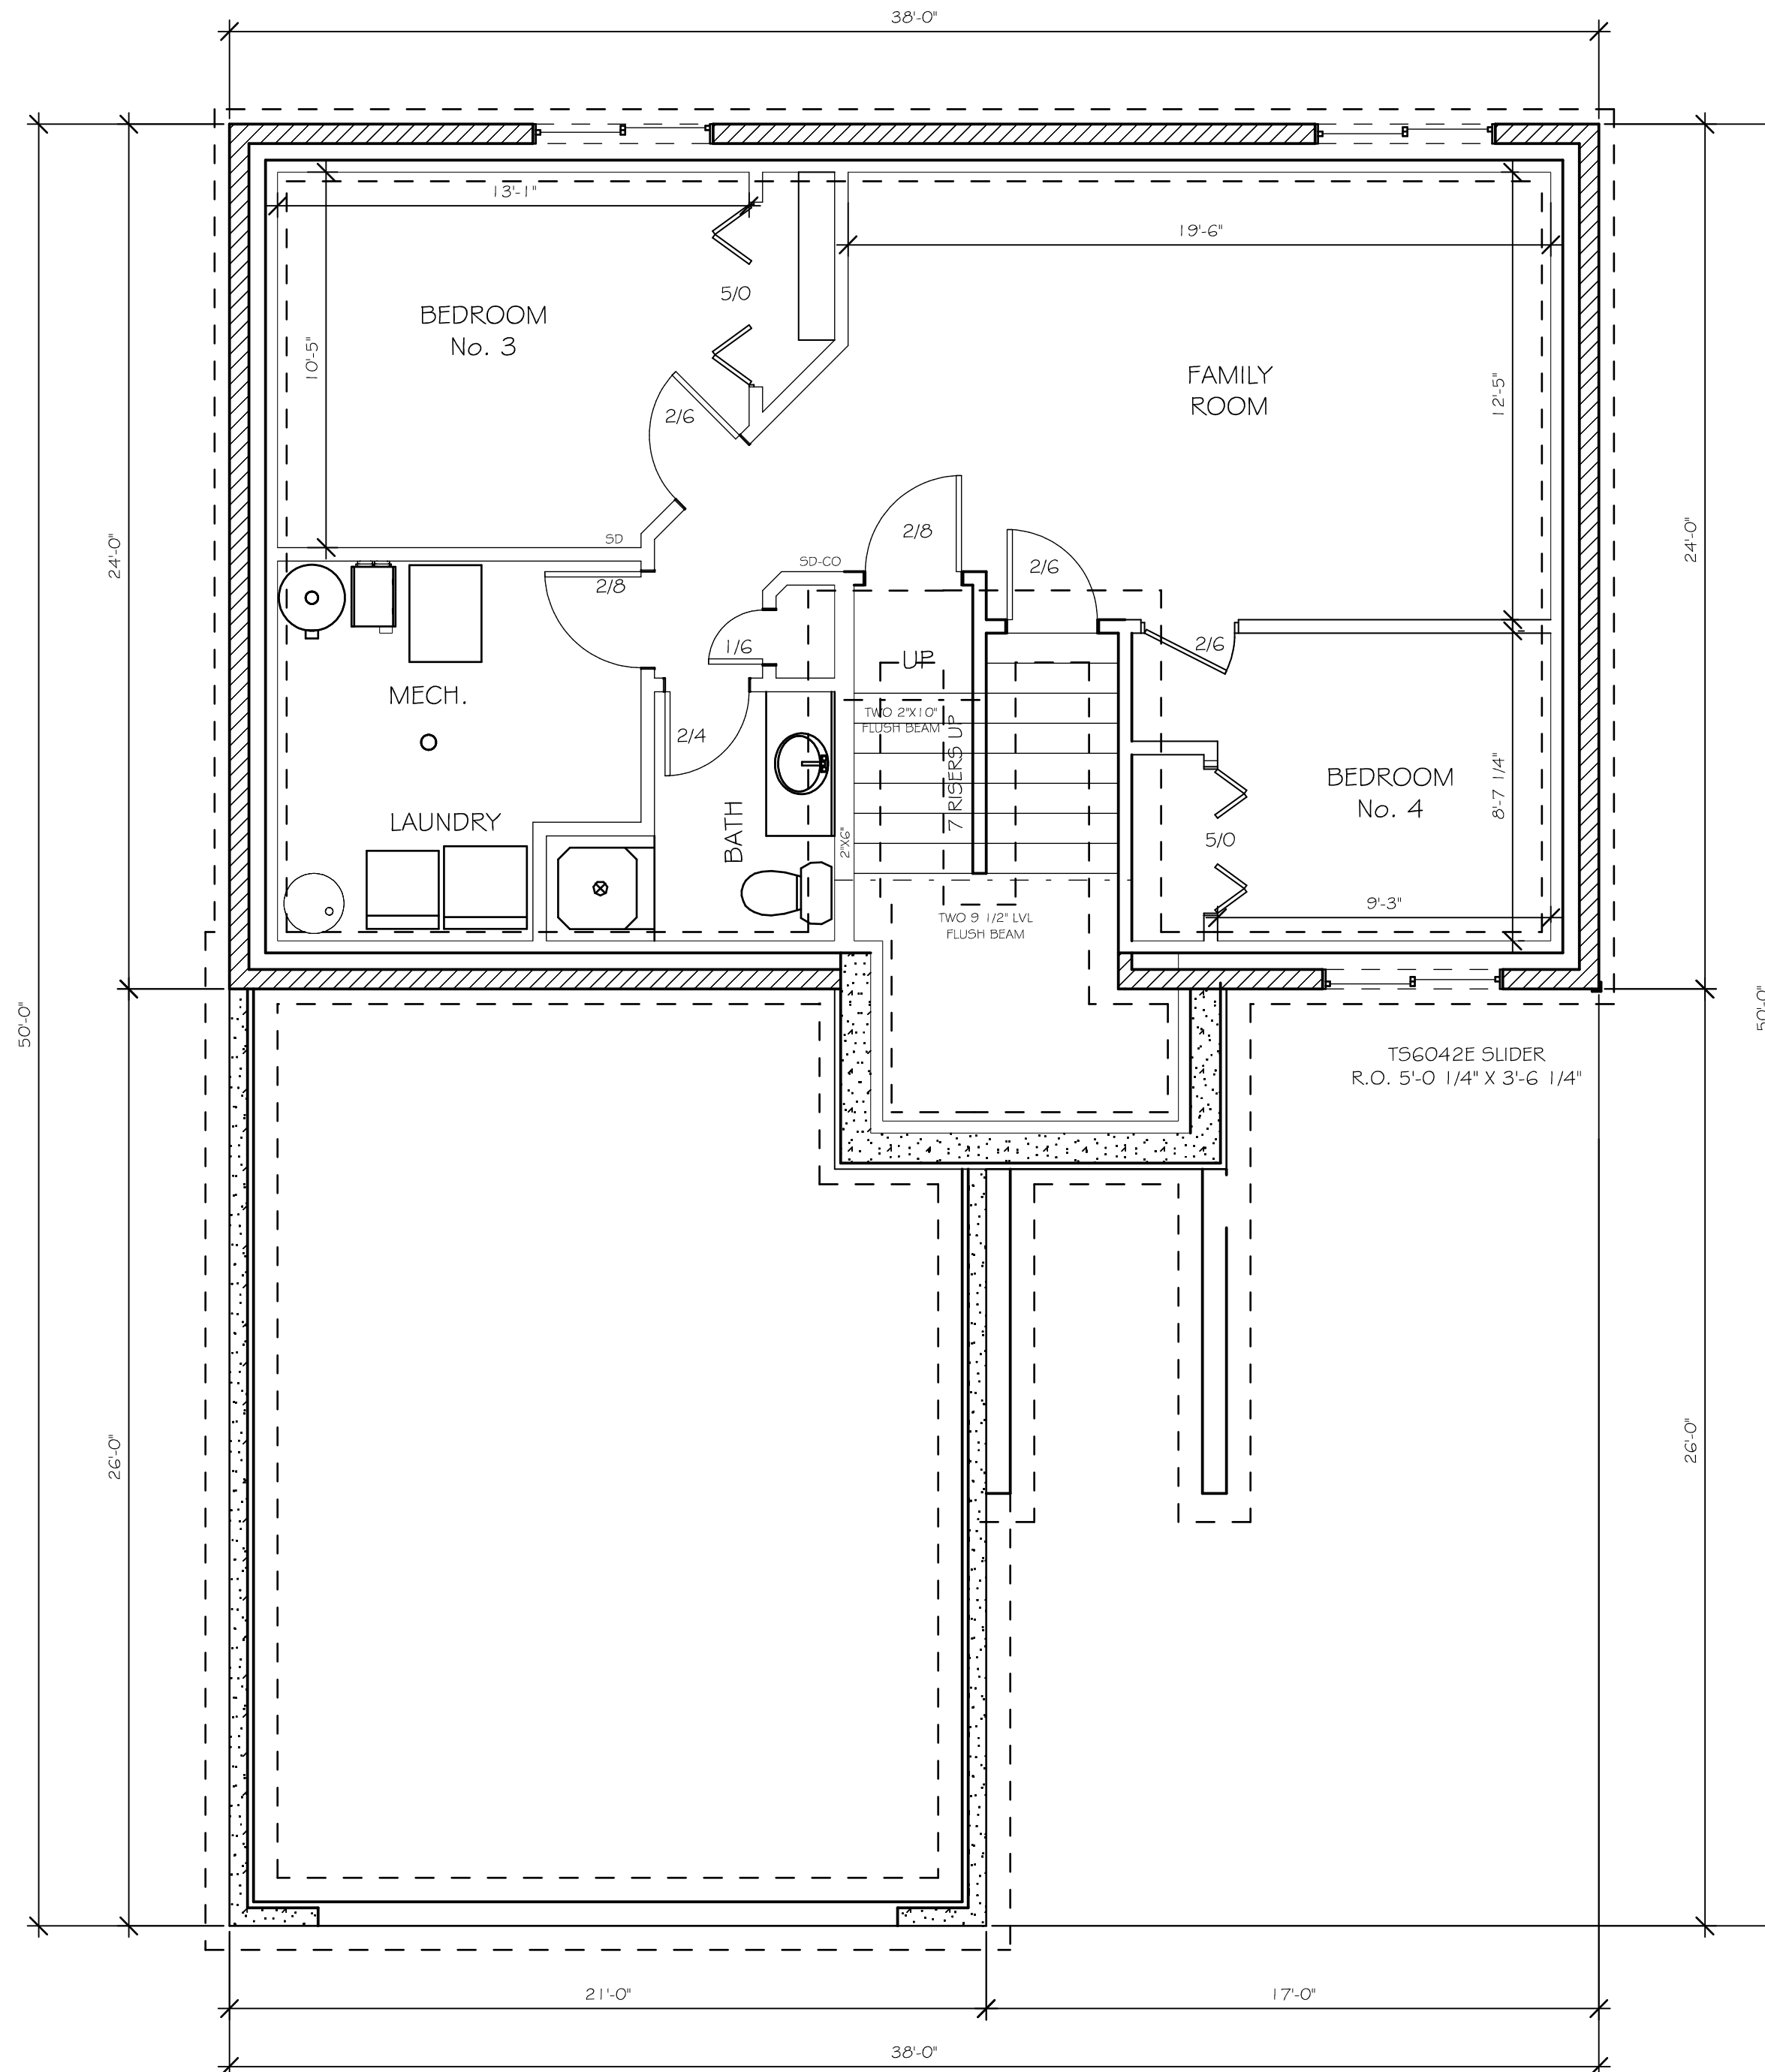 38'-0"
13'-1"
19'-6"
5/0
BEDROOM
No. 3
10'-5"
2/6
FAMILY
ROOM
12'-5"
24'-0"
24'-0"
SD
2/8
2/8
SD-CO
2/6
1/6
2/6
UP
MECH.
TWO 2"X10"
FLUSH BEAM
7 RISERS UP
2/4
BEDROOM
No. 4
8'-7 1/4"
LAUNDRY
BATH
2"X6"
5/0
9'-3"
TWO 9 1/2" LVL
FLUSH BEAM
50'-0"
50'-0"
TS6042E SLIDER
R.O. 5'-0 1/4" X 3'-6 1/4"
26'-0"
26'-0"
21'-0"
17'-0"
38'-0"